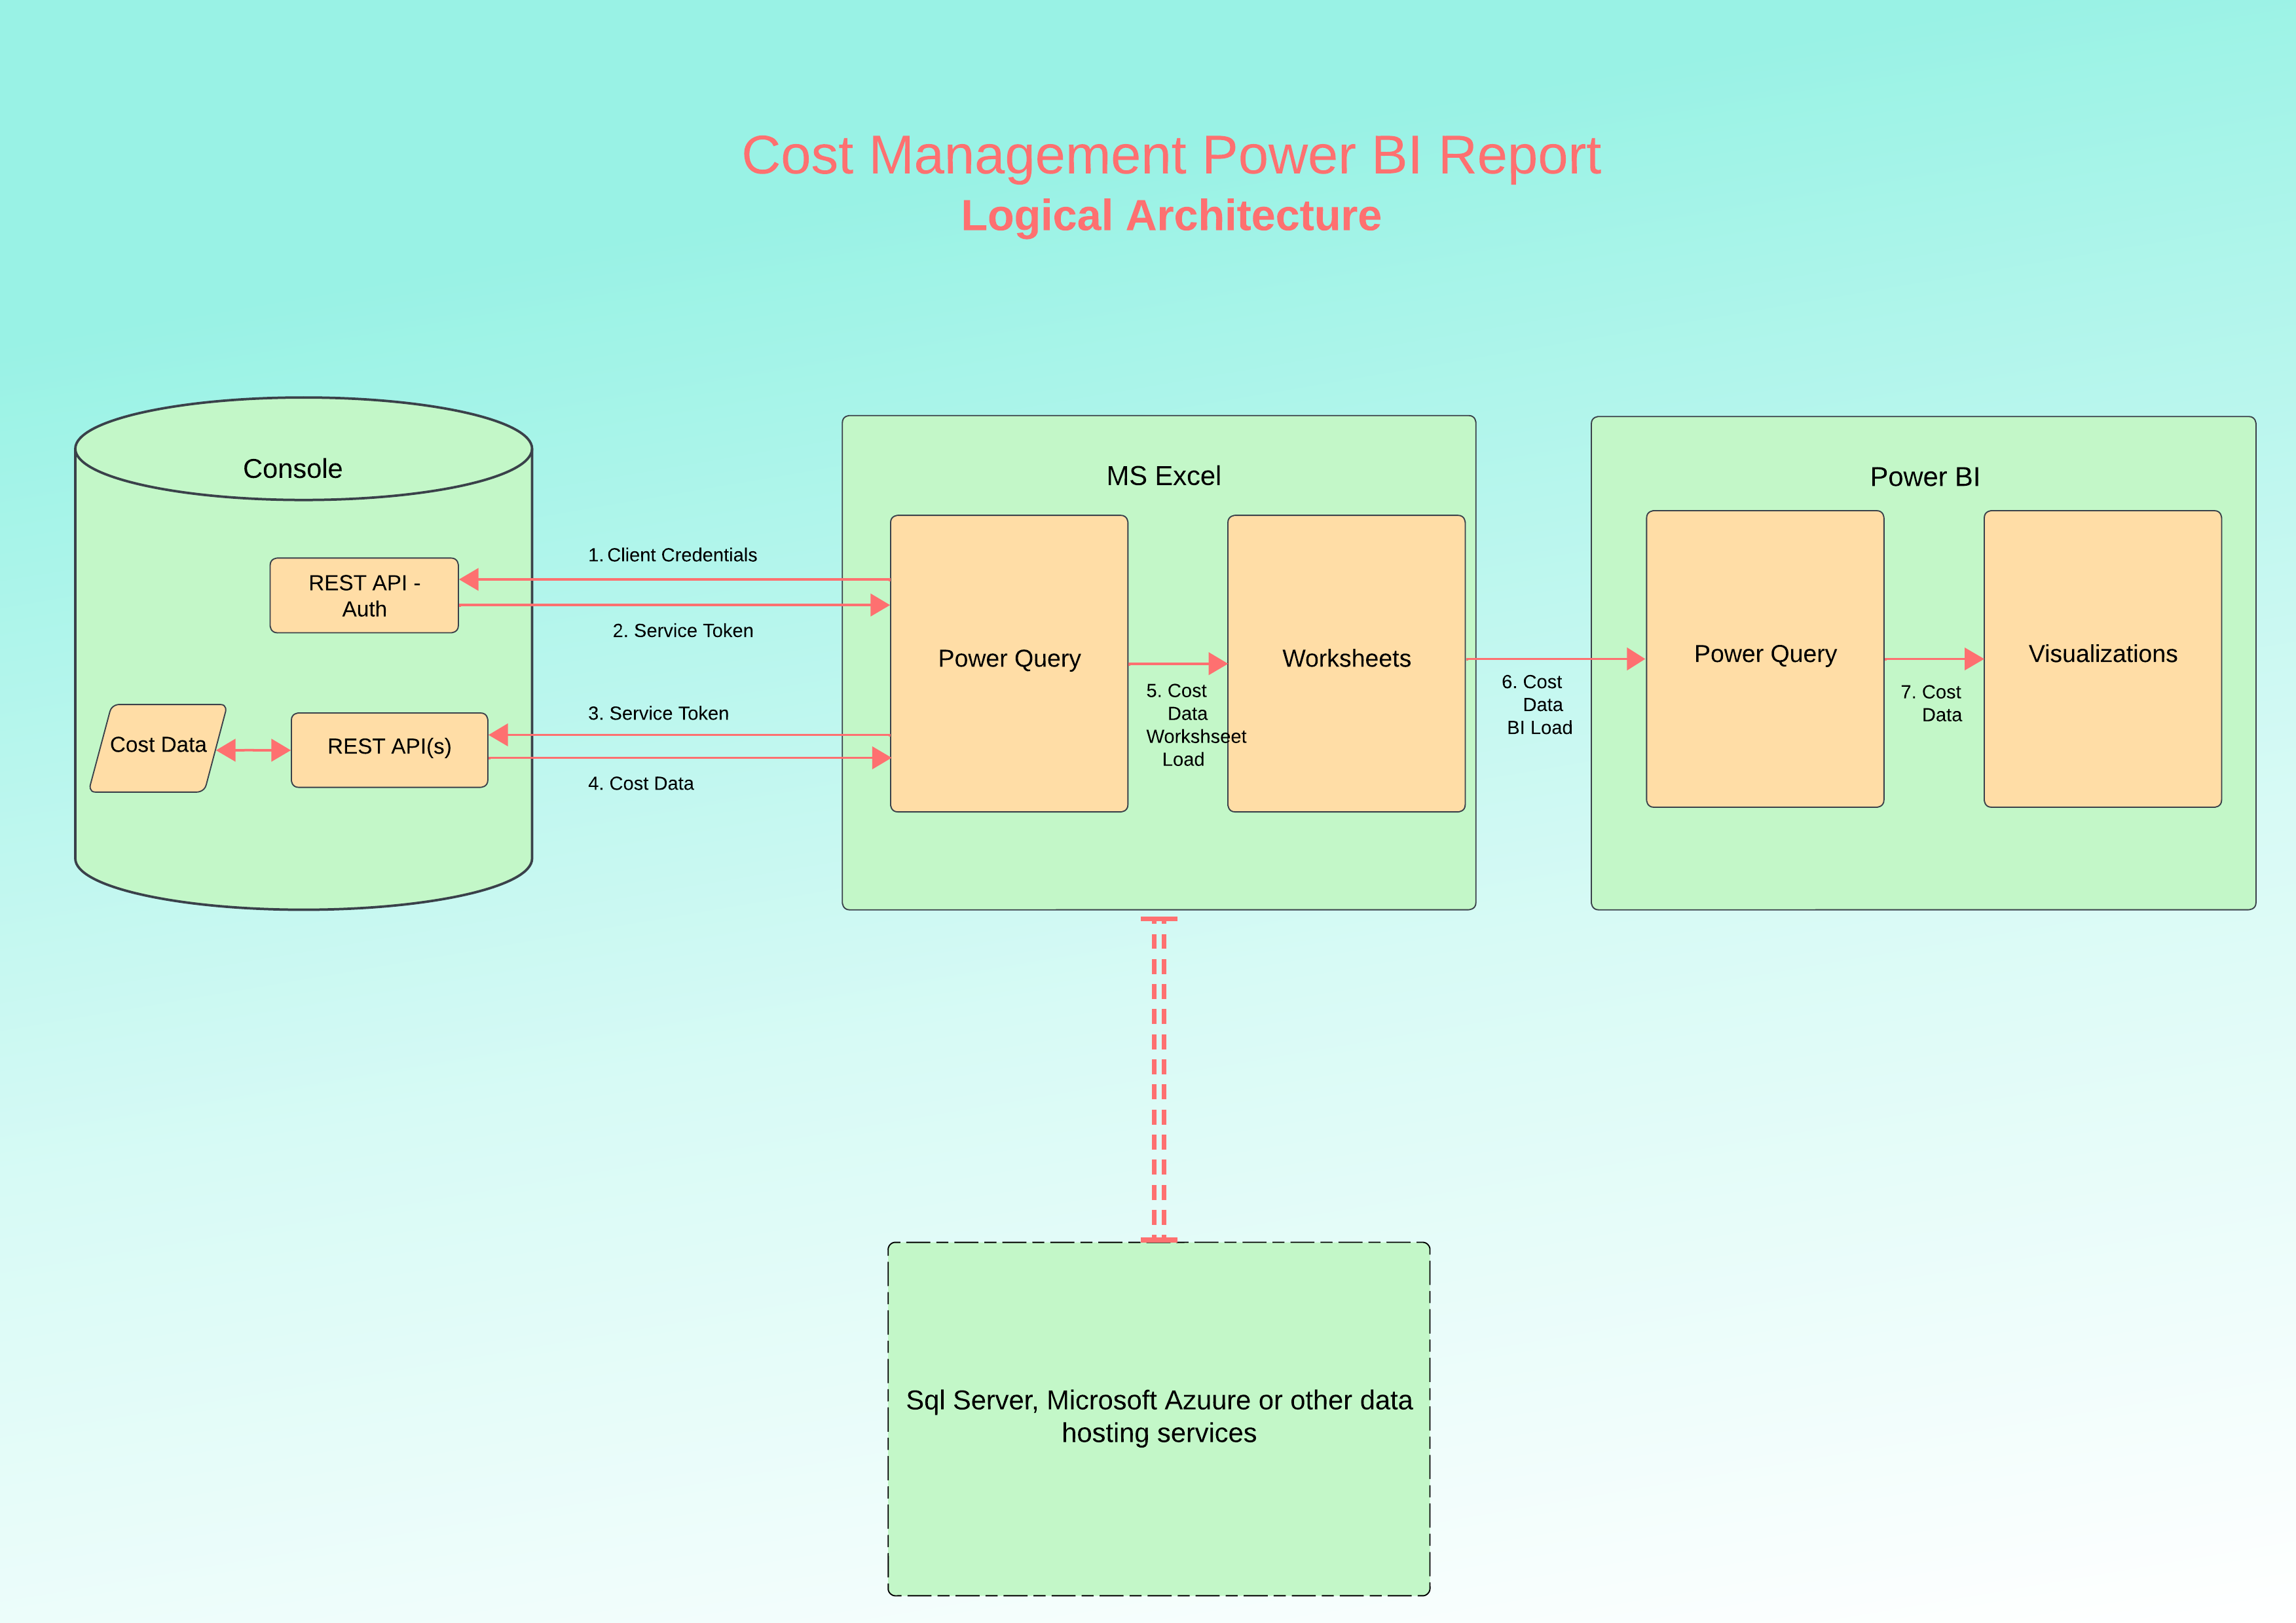 Cost Management Power BI Report
Logical Architecture
Console
REST API -
Auth
Cost Data
REST API(s)
1. Client Credentials
2. Service Token
3. Service Token
4. Cost Data
MS Excel
Power Query
5. Cost
Data
Workshseet
Load
Worksheets
6. Cost
Data
BI Load
Power BI
Power Query
7. Cost
Data
Visualizations
Sql Server, Microsoft Azuure or other data
hosting services